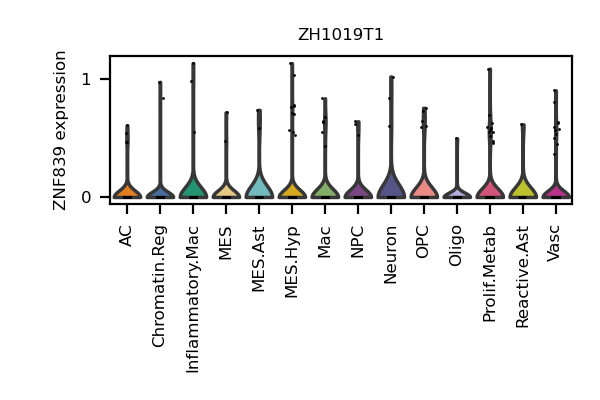 ZH1019T1
ZNF839 expression
1
0
AC
Chromatin.Reg
Inflammatory.Mac
MES
MES.Ast
MES.Hyp
Mac
NPC
Neuron
OPC
Oligo
Prolif.Metab
Reactive.Ast
Vasc